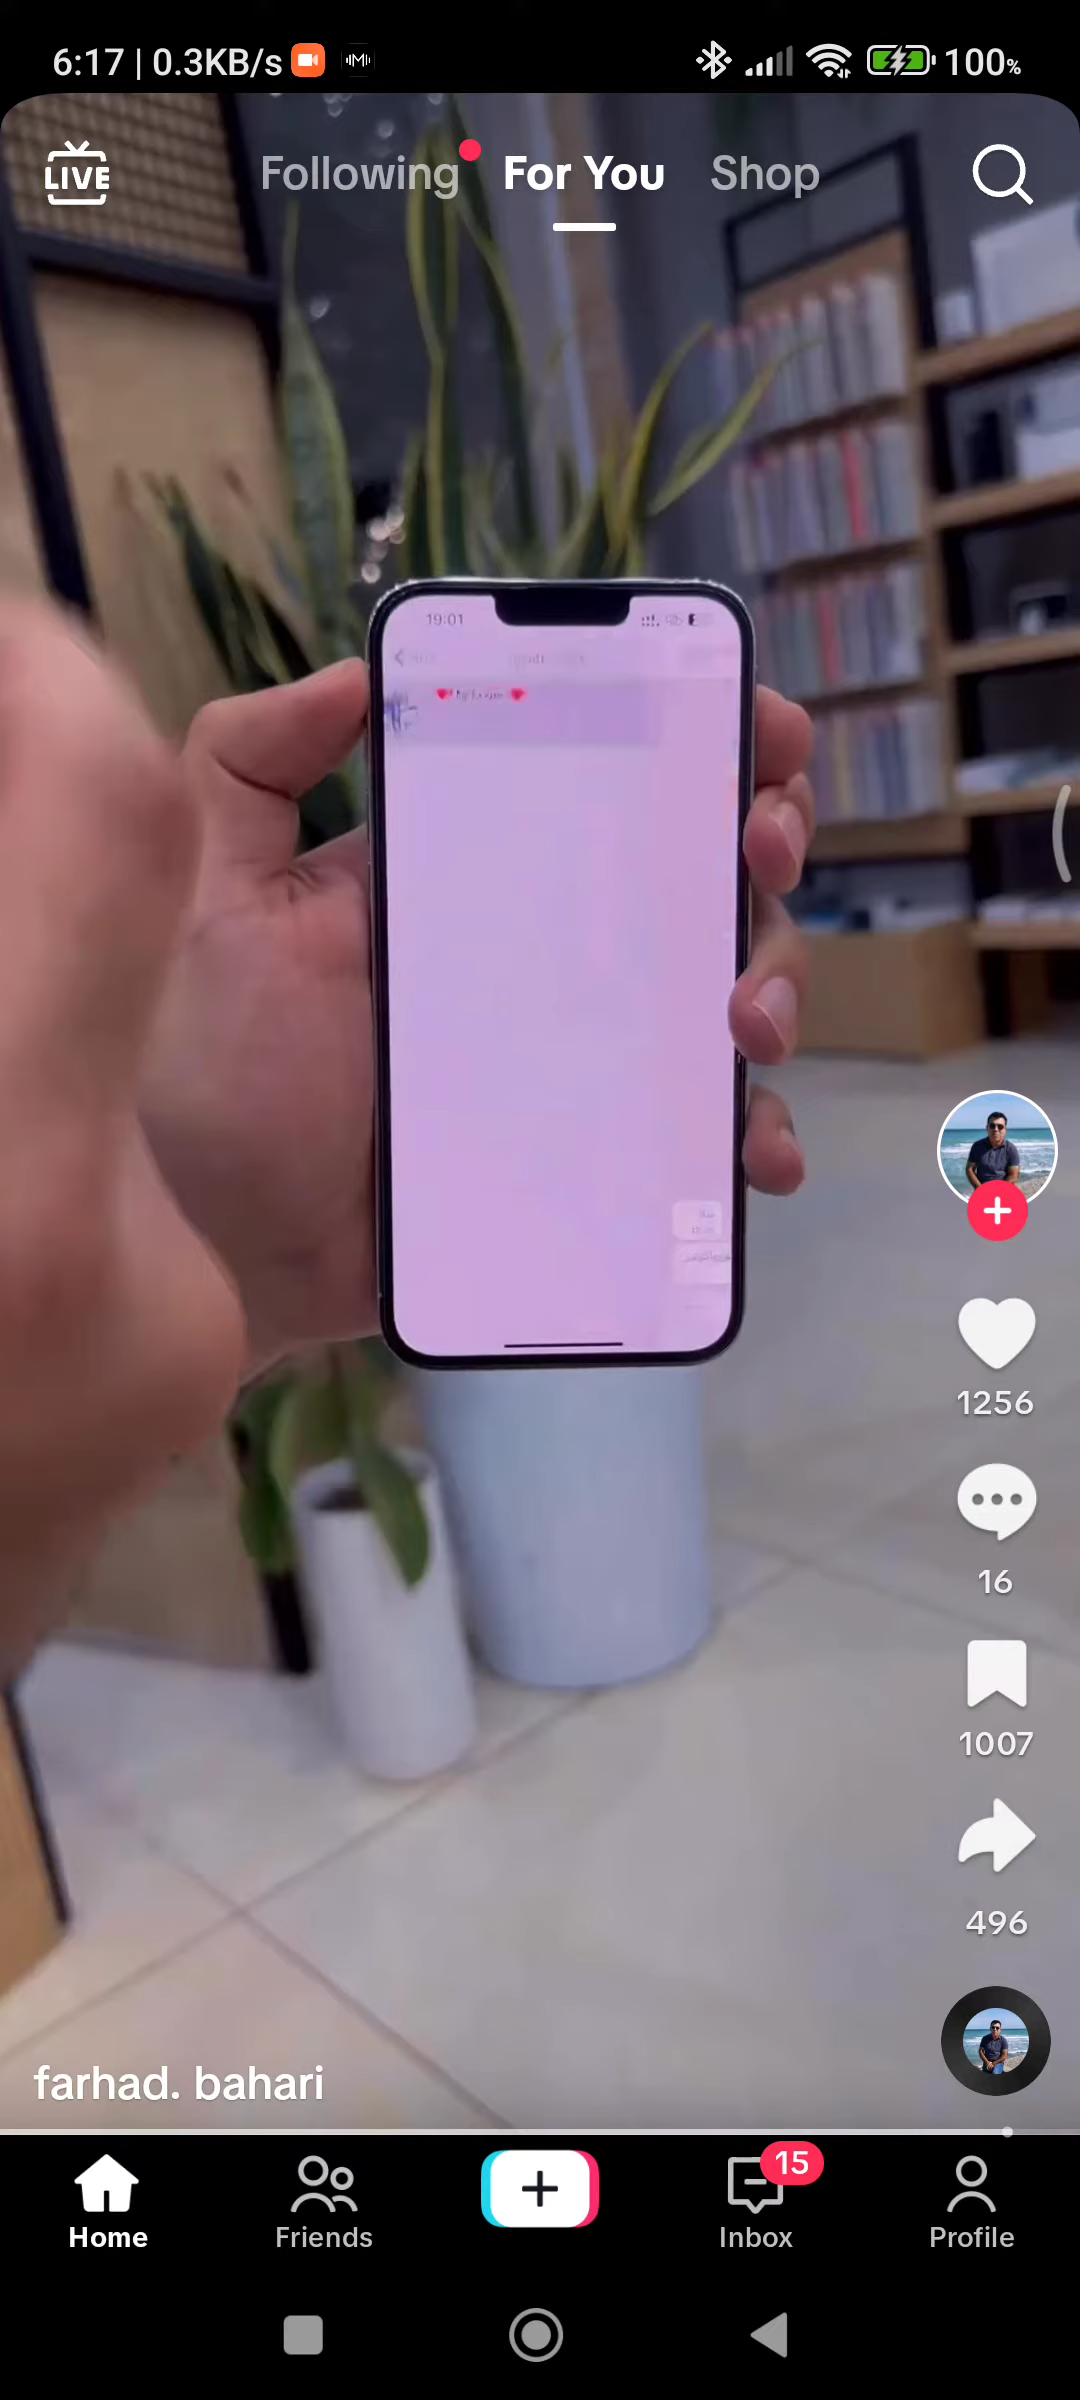 6:17 | 0.3KB/s
100%
LIVE
Following
For You
Shop
19:01
1256
16
1007
496
farhad. bahari
15
Home
Friends
Inbox
Profile